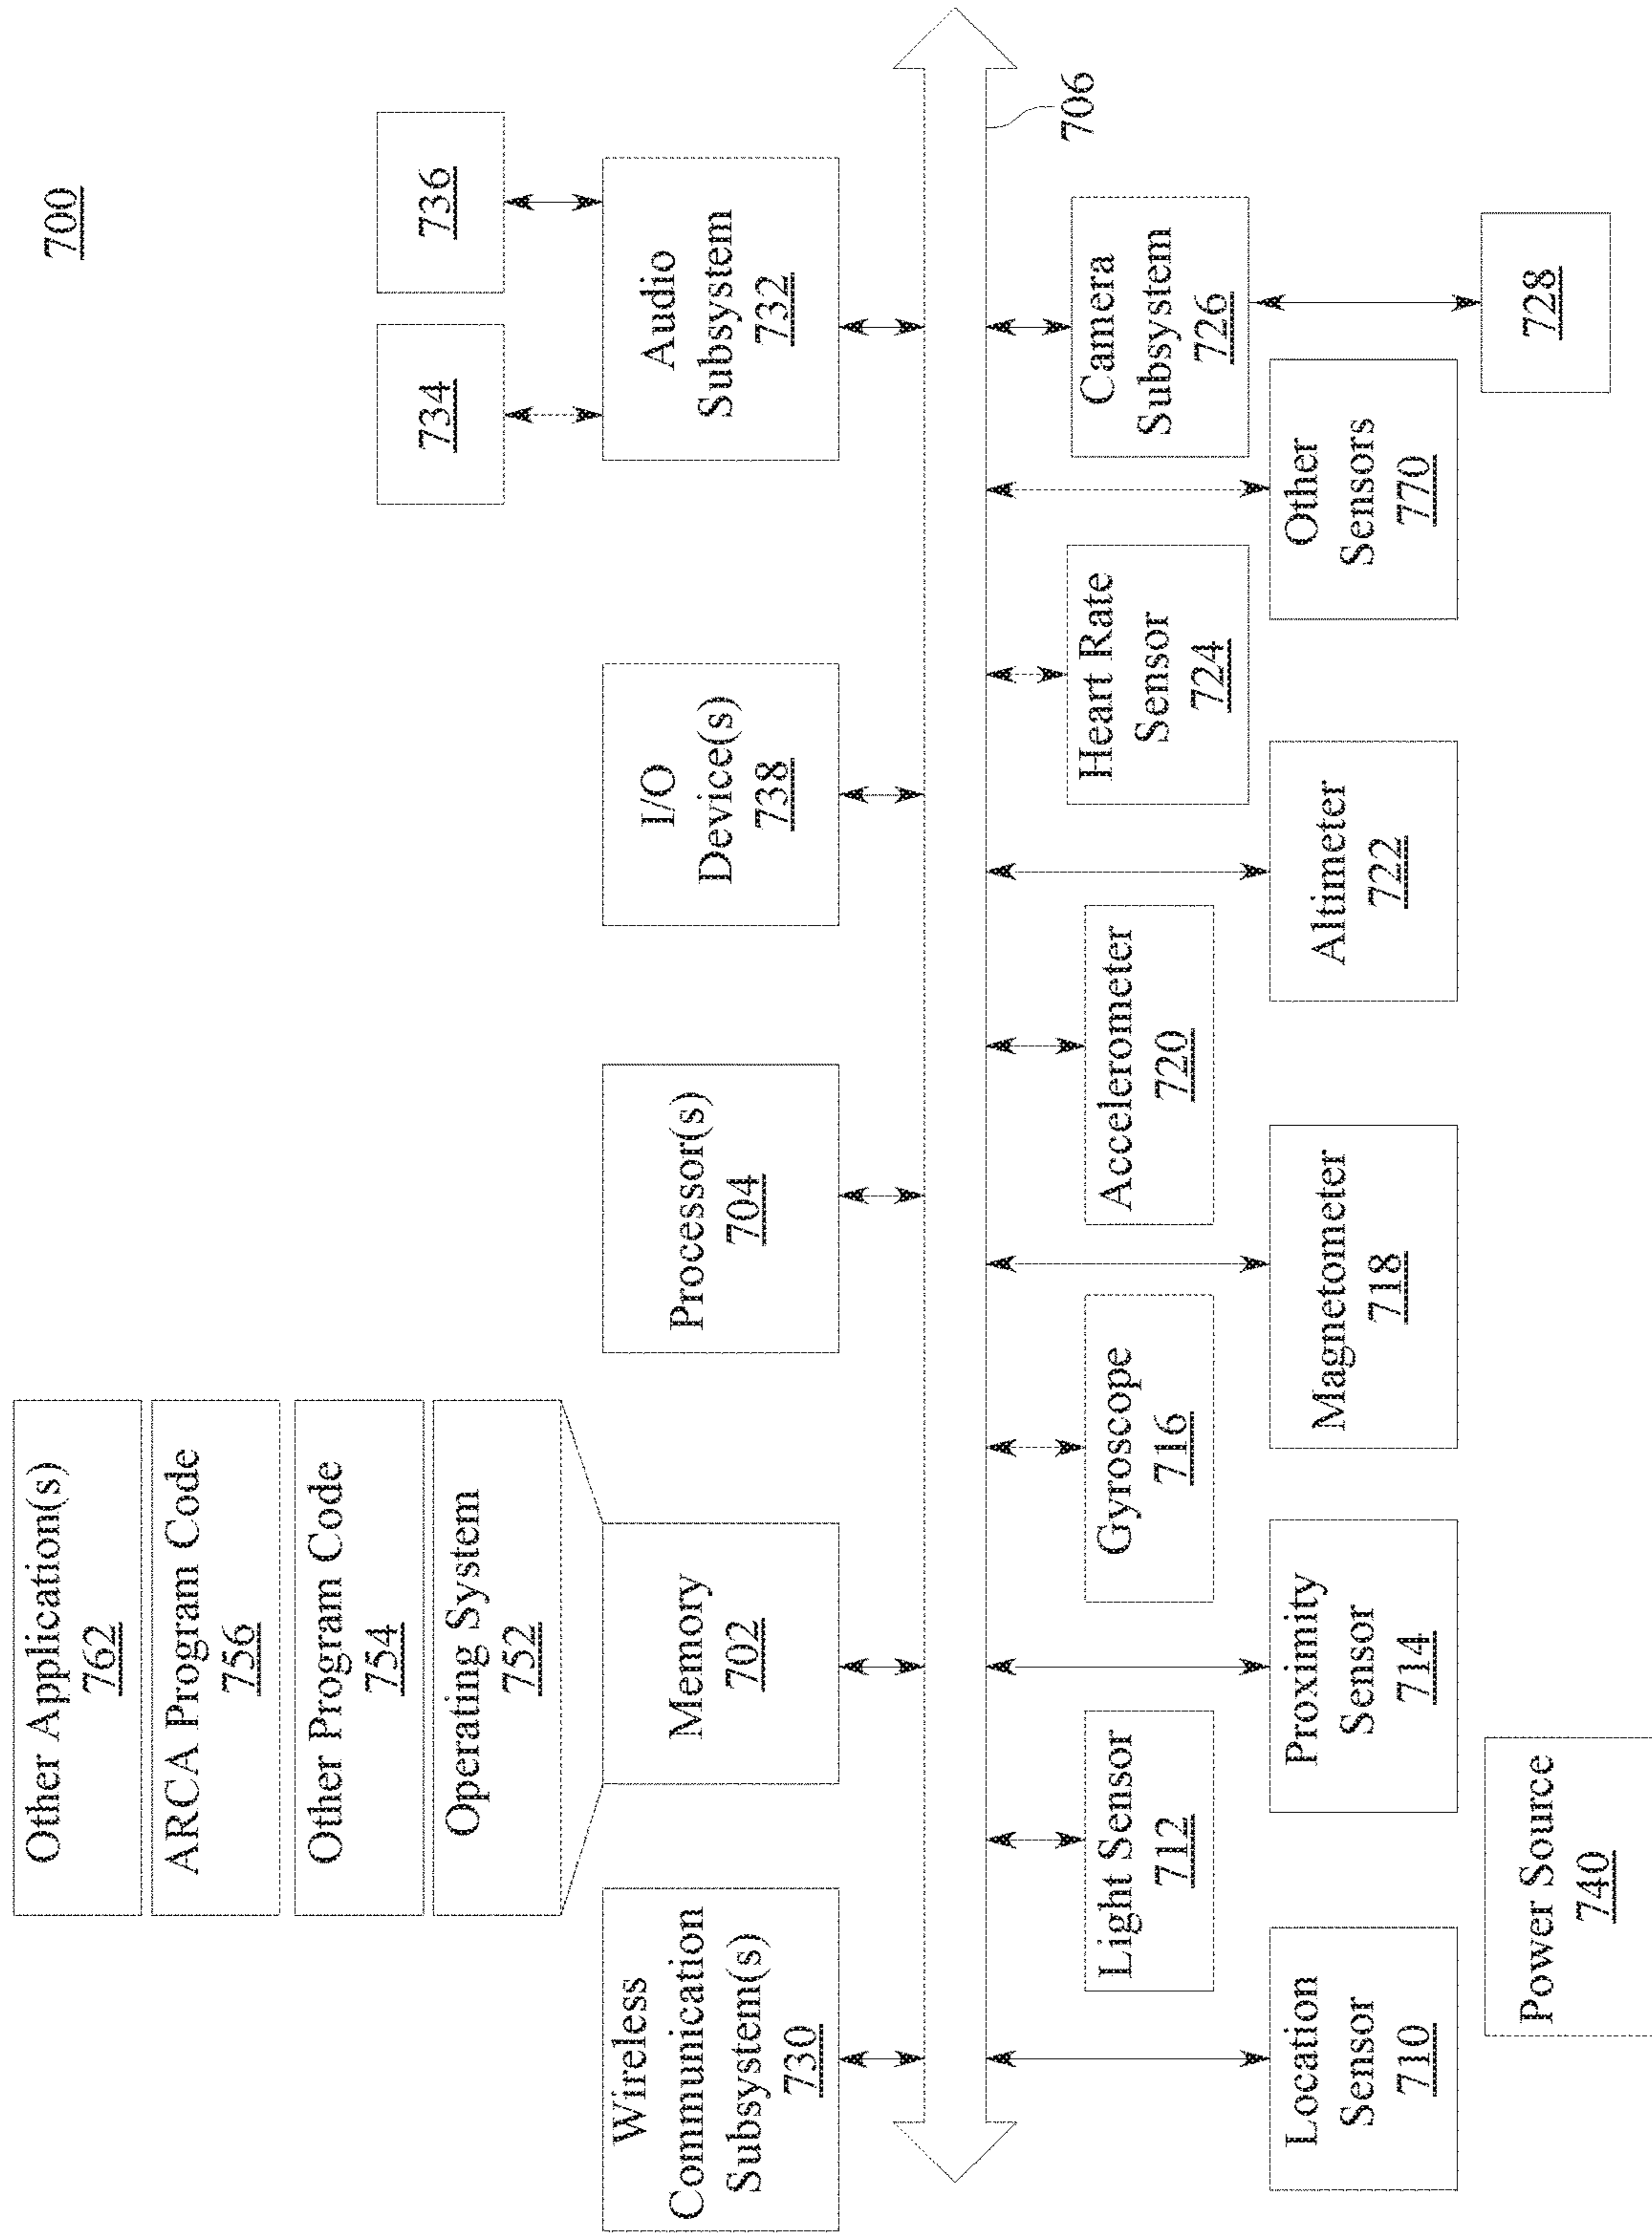 700
Other Application(s)
762
ARCA Program Code
756
Other Program Code
754
Operating System
752
734
736
Wireless
Communication
Subsystem(s)
730
Memory
702
Processor(s)
704
I/O
Device(s)
738
Audio
Subsystem
732
706
Light Sensor
712
Gyroscope
716
Accelerometer
720
Heart Rate
Sensor
724
Camera
Subsystem
726
Location
Sensor
710
Proximity
Sensor
714
Magnetometer
718
Altimeter
722
Other
Sensors
770
728
Power Source
740